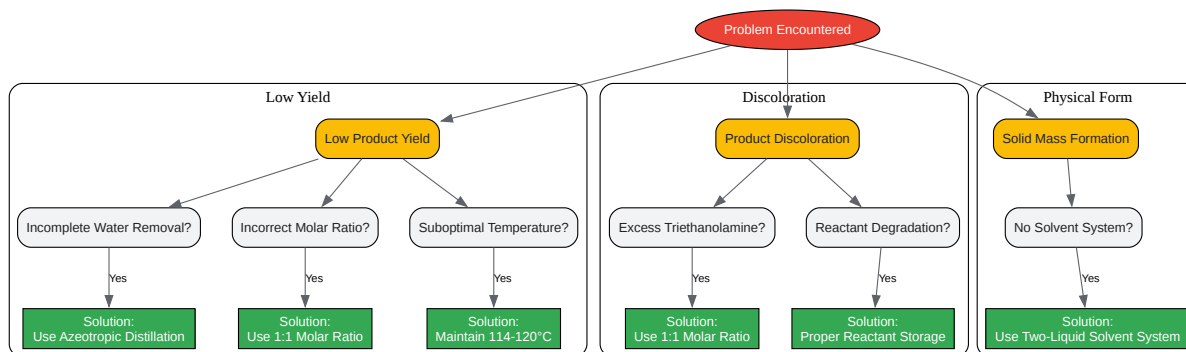 Problem Encountered
Low Yield
Discoloration
Physical Form
Low Product Yield
Product Discoloration
Solid Mass Formation
Incomplete Water Removal?
Incorrect Molar Ratio?
Suboptimal Temperature?
Excess Triethanolamine?
Reactant Degradation?
No Solvent System?
Yes
Yes
Yes
Yes
Yes
Yes
Solution:
Use Azeotropic Distillation
Solution:
Use 1:1 Molar Ratio
Solution:
Maintain 114-120°C
Solution:
Use 1:1 Molar Ratio
Solution:
Proper Reactant Storage
Solution:
Use Two-Liquid Solvent System